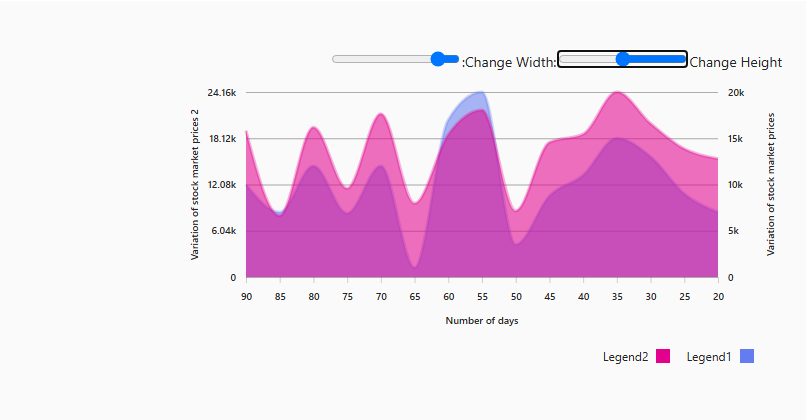 :Change Width: Change Height
24.16k
18.12k
12.08k
6.04k
0
Variation of stock market prices 2
20k
15k
10k
5k
0
Variation of stock market prices
90 85 80 75 70 65 60 55 50 45 40 35 30 25 20
Number of days
Legend2 Legend1